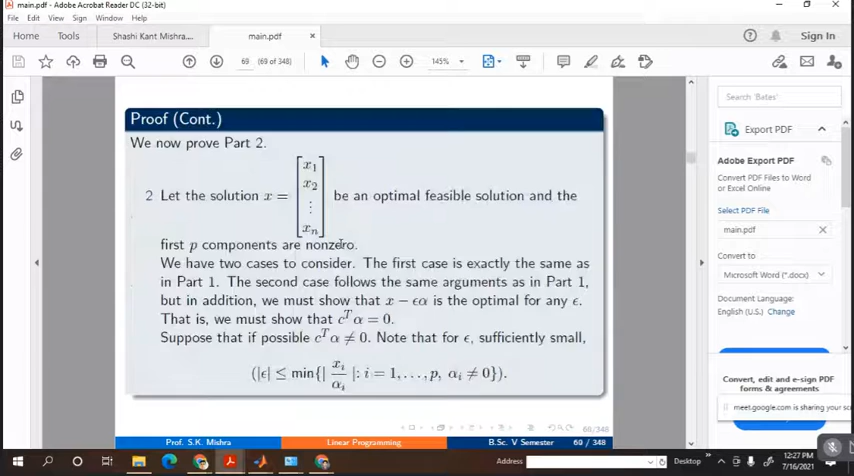 main.pdf - Adobe Acrobat Reader DC (32-bit)
File Edit View Sign Window Help
Home Tools Shashi Kant Mishra... main.pdf × Sign In
69 (69 of 348) 145%
Proof (Cont.)
We now prove Part 2.
2 Let the solution x = [x₁ x₂ ⋮ xₙ] be an optimal feasible solution and the
first p components are nonzero.
We have two cases to consider. The first case is exactly the same as
in Part 1. The second case follows the same arguments as in Part 1,
but in addition, we must show that x − ϵα is the optimal for any ϵ.
That is, we must show that cᵀα = 0.
Suppose that if possible cᵀα ≠ 0. Note that for ϵ, sufficiently small,
(|ϵ| ≤ min{| xᵢ/αᵢ |: i = 1, . . . , p, αᵢ ≠ 0}).
68/348
Prof. S.K. Mishra Linear Programming B.Sc. V Semester 69 / 348
Search 'Bates'
Export PDF
Adobe Export PDF
Convert PDF Files to Word
or Excel Online
Select PDF File
main.pdf
Convert to
Microsoft Word (*.docx)
Document Language:
English (U.S.) Change
Convert, edit and e-sign PDF
forms & agreements
meet.google.com is sharing your scr
Address Desktop
12:27 PM
7/16/2021